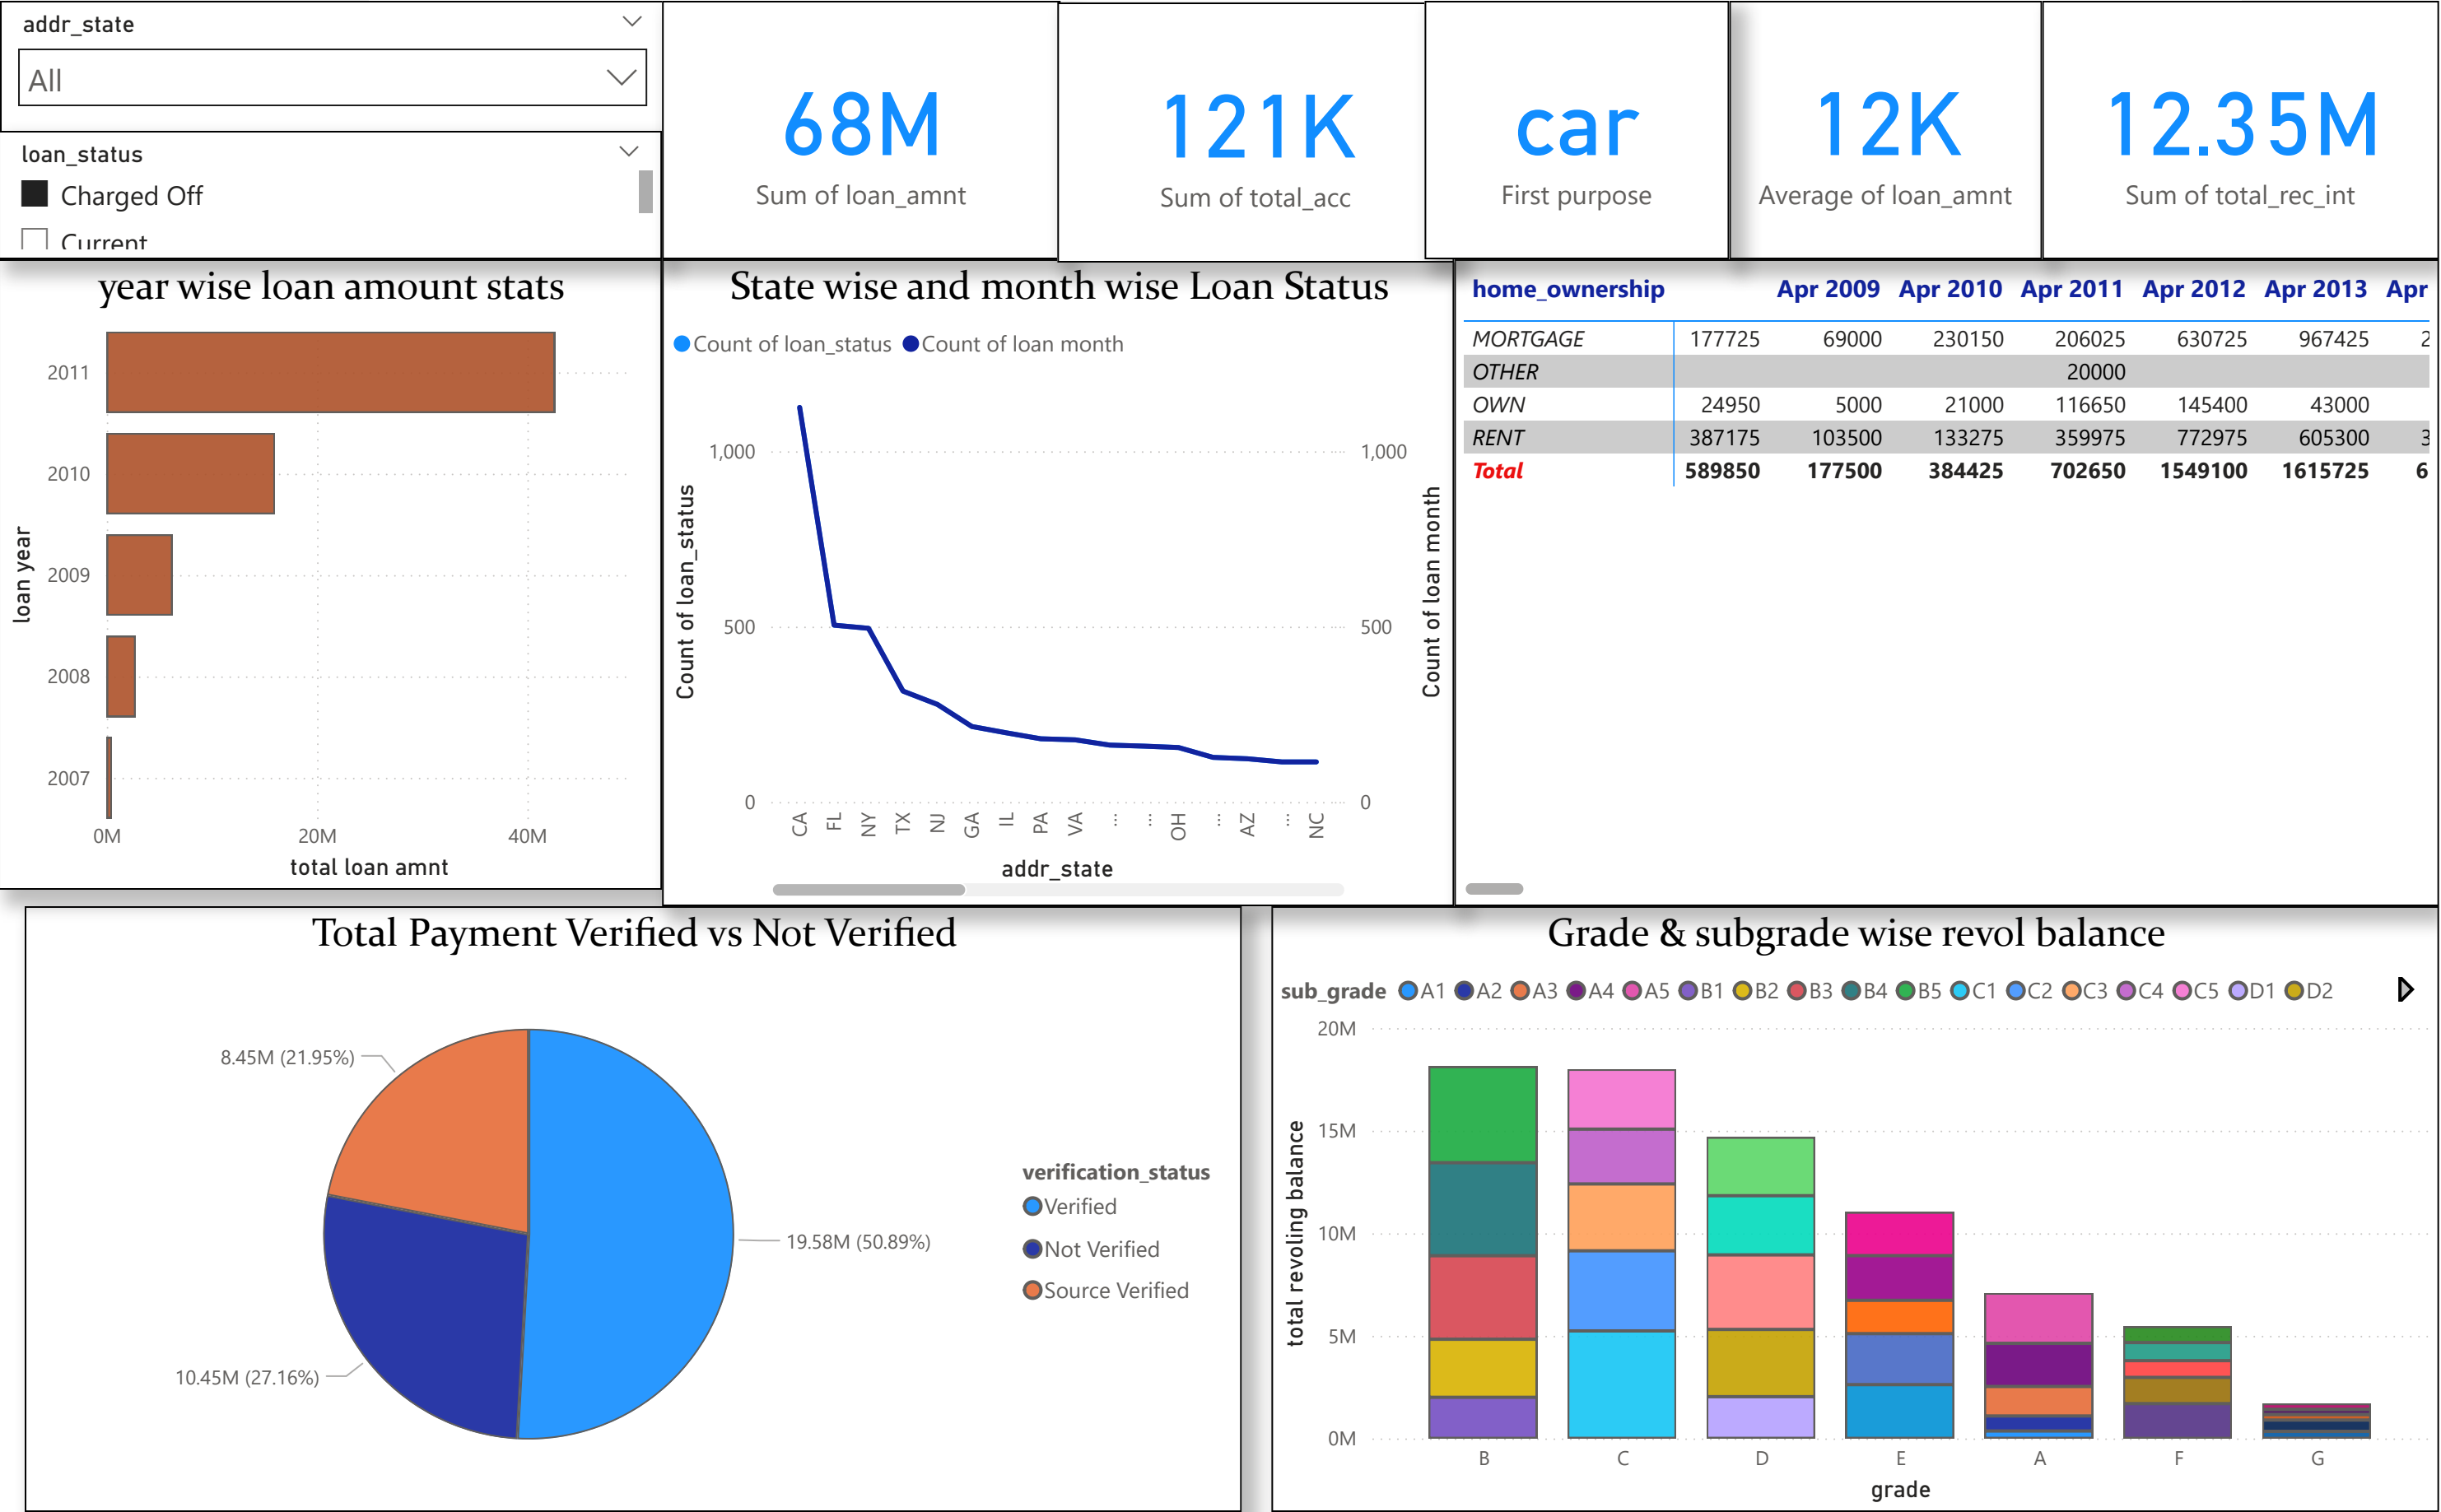 addr_state
All
loan_status
Charged Off
Current
68M
Sum of loan_amnt
121K
Sum of total_acc
car
First purpose
12K
Average of loan_amnt
12.35M
Sum of total_rec_int
year wise loan amount stats
loan year
2011
2010
2009
2008
2007
0M 20M 40M
total loan amnt
State wise and month wise Loan Status
Count of loan_status Count of loan month
Count of loan_status
1,000 1,000
500 500
0 0
Count of loan month
CA FL NY TX NJ GA IL PA VA ... ... OH ... AZ ... NC
addr_state
home_ownership Apr 2009 Apr 2010 Apr 2011 Apr 2012 Apr 2013 Apr
MORTGAGE 177725 69000 230150 206025 630725 967425 2
OTHER 20000
OWN 24950 5000 21000 116650 145400 43000
RENT 387175 103500 133275 359975 772975 605300 3
Total 589850 177500 384425 702650 1549100 1615725 6
Total Payment Verified vs Not Verified
8.45M (21.95%)
19.58M (50.89%)
10.45M (27.16%)
verification_status
Verified
Not Verified
Source Verified
Grade & subgrade wise revol balance
sub_grade A1 A2 A3 A4 A5 B1 B2 B3 B4 B5 C1 C2 C3 C4 C5 D1 D2
total revoling balance
20M
15M
10M
5M
0M
B C D E A F G
grade